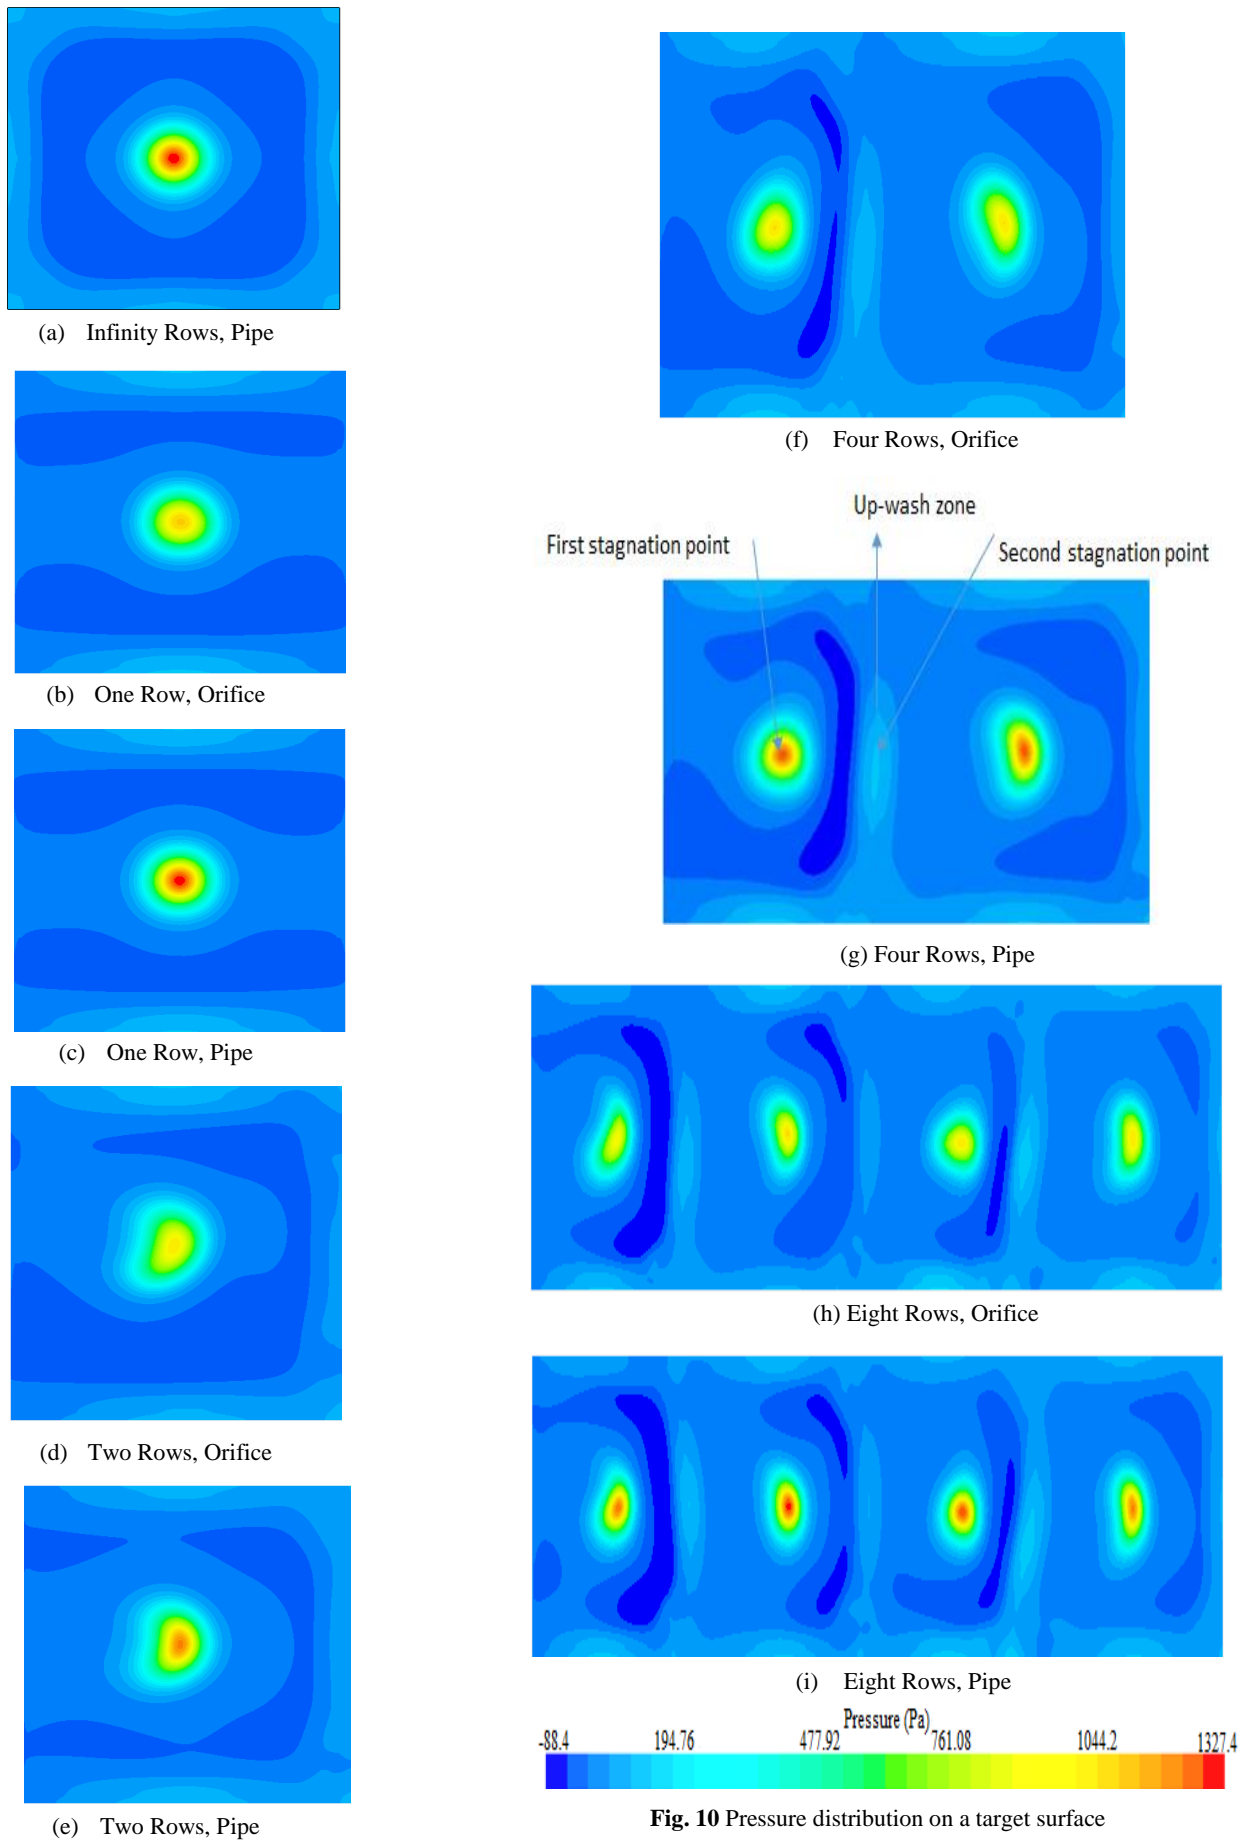 (a) Infinity Rows, Pipe
(b) One Row, Orifice
(c) One Row, Pipe
(d) Two Rows, Orifice
(e) Two Rows, Pipe
(f) Four Rows, Orifice
Up-wash zone
First stagnation point
Second stagnation point
(g) Four Rows, Pipe
(h) Eight Rows, Orifice
(i) Eight Rows, Pipe
Pressure (Pa)
-88.4 194.76 477.92 761.08 1044.2 1327.4
Fig. 10 Pressure distribution on a target surface